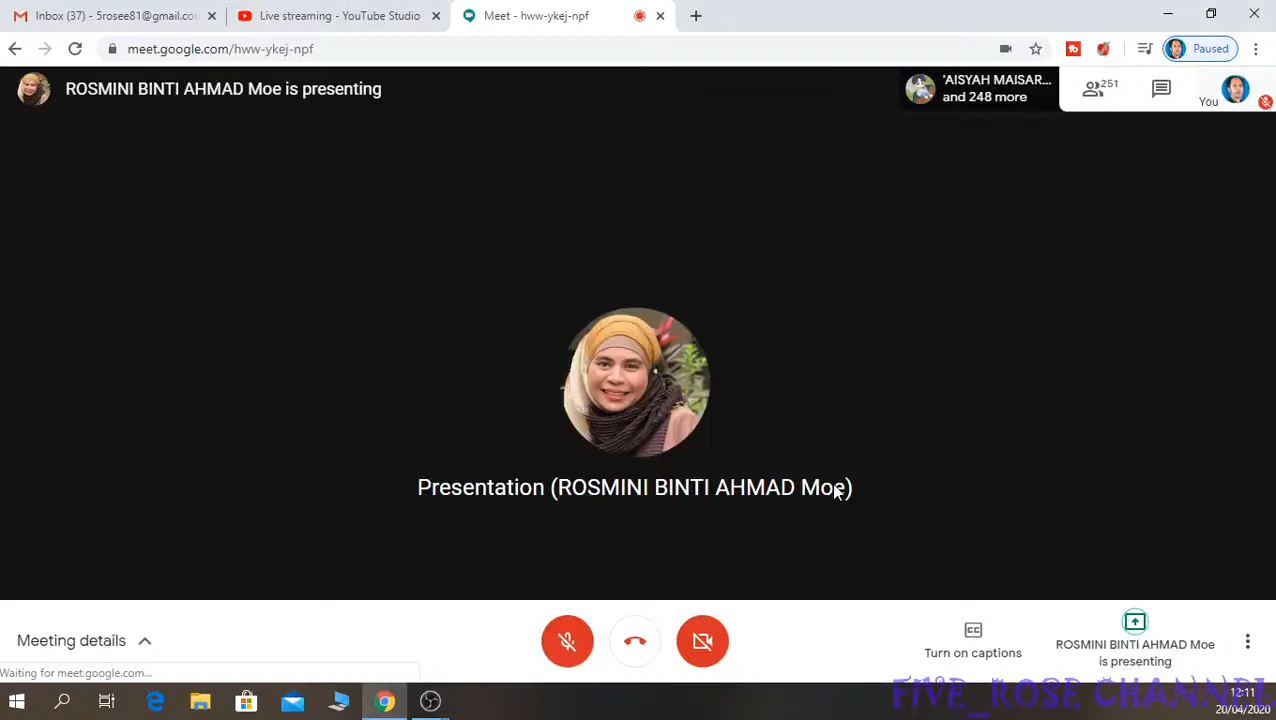 Inbox (37) - 5rosee81@gmail.co
Live streaming - YouTube Studio
Meet - hww-ykej-npf
meet.google.com/hww-ykej-npf
Paused
ROSMINI BINTI AHMAD Moe is presenting
'AISYAH MAISAR...
and 248 more
251
You
Presentation (ROSMINI BINTI AHMAD Moe)
Meeting details
CC
Turn on captions
ROSMINI BINTI AHMAD Moe
is presenting
Waiting for meet.google.com...
FIVE_ROSE CHANNEL
12:11
20/04/2020